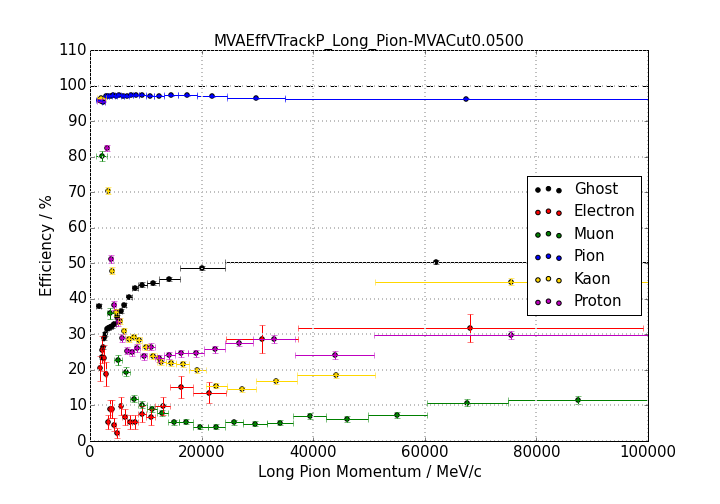 MVAEffVTrackP_Long_Pion-MVACut0.0500
110
100
90
80
70
60
50
40
30
20
10
0
Efficiency / %
Ghost
Electron
Muon
Pion
Kaon
Proton
0 20000 40000 60000 80000 100000
Long Pion Momentum / MeV/c